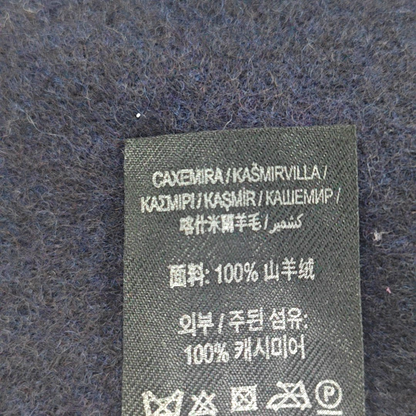 CAXEMIRA / KAŠMIRVILLA /
ΚΑΣΜΙΡΙ / KAŞMİR / КАШЕМИР /
喀什米爾羊毛 / كشمير /
面料: 100% 山羊绒
외부 / 주된 섬유:
100% 캐시미어
Ⓟ